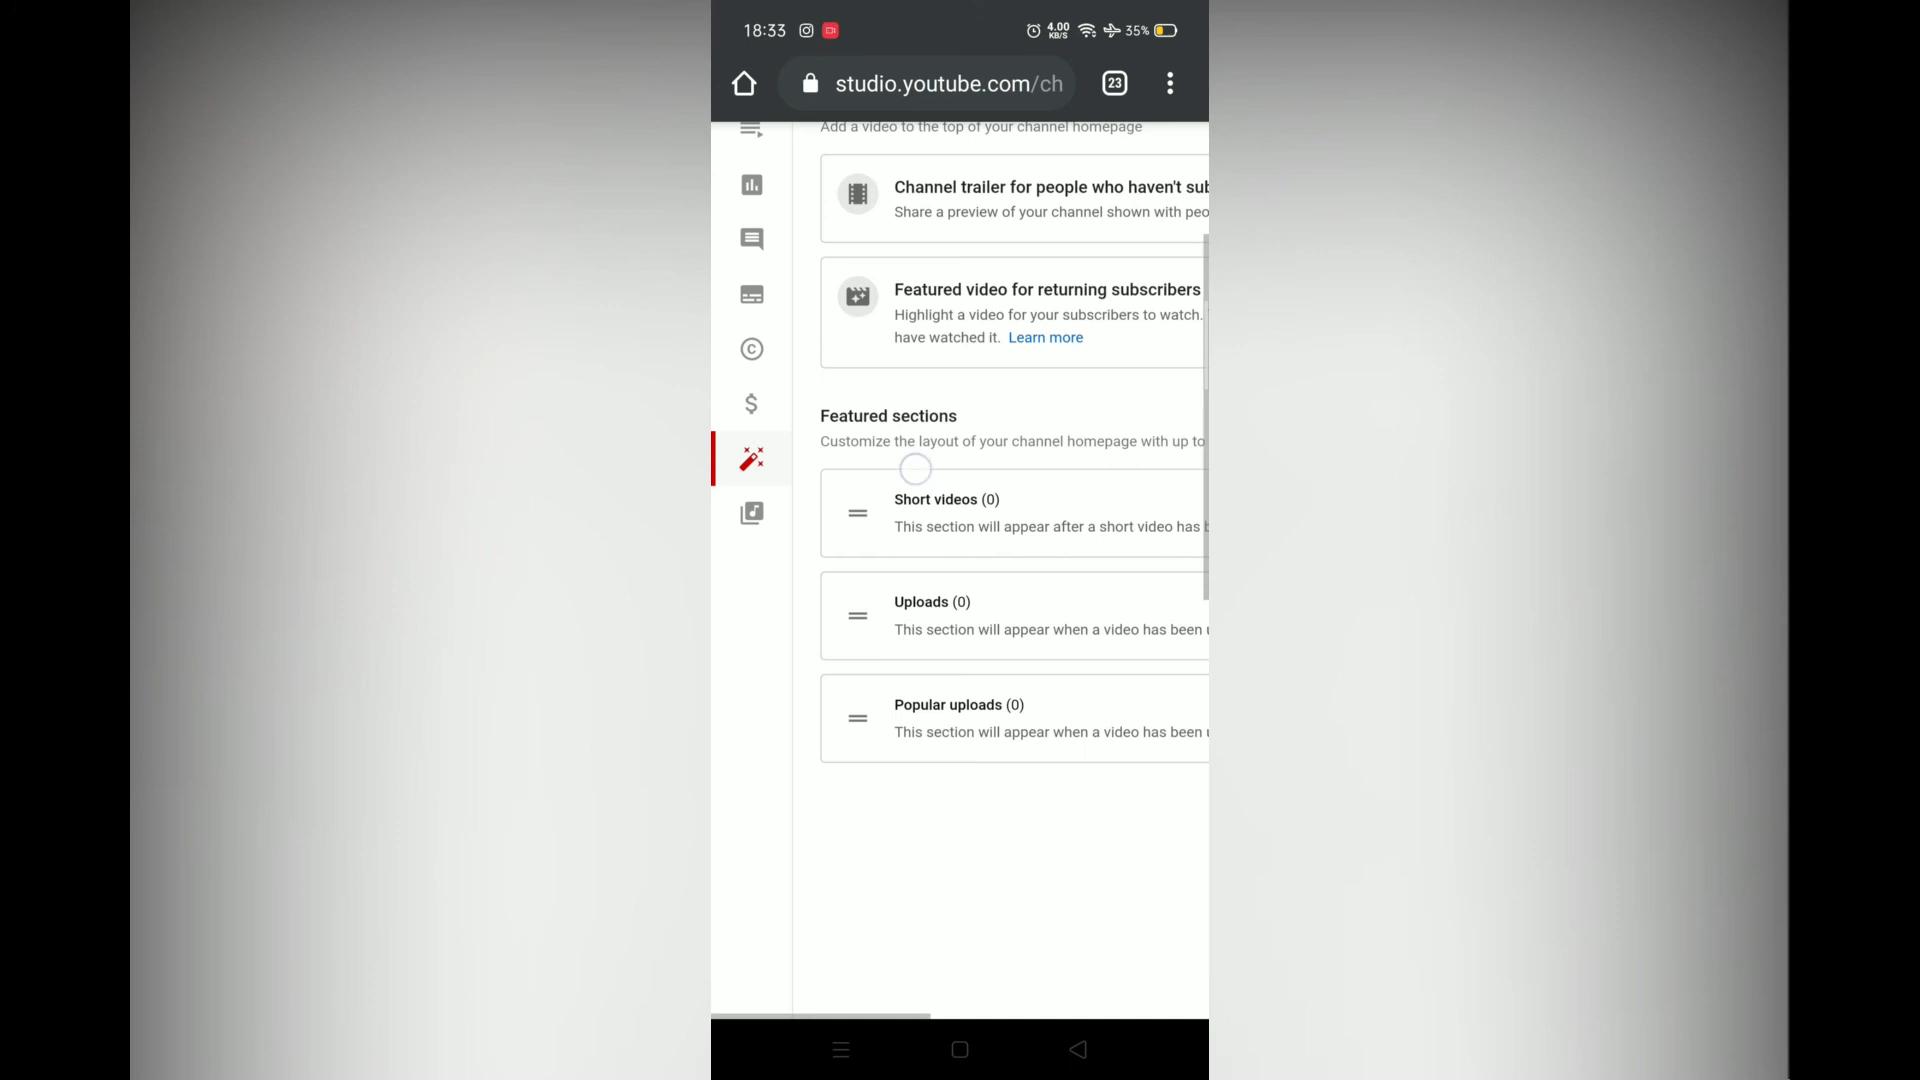 18:33
4.00
KB/S
35%
studio.youtube.com/ch
23
Add a video to the top of your channel homepage
Channel trailer for people who haven't sub
Share a preview of your channel shown with peo
Featured video for returning subscribers
Highlight a video for your subscribers to watch.
have watched it. Learn more
Featured sections
Customize the layout of your channel homepage with up to
Short videos (0)
This section will appear after a short video has b
Uploads (0)
This section will appear when a video has been u
Popular uploads (0)
This section will appear when a video has been u